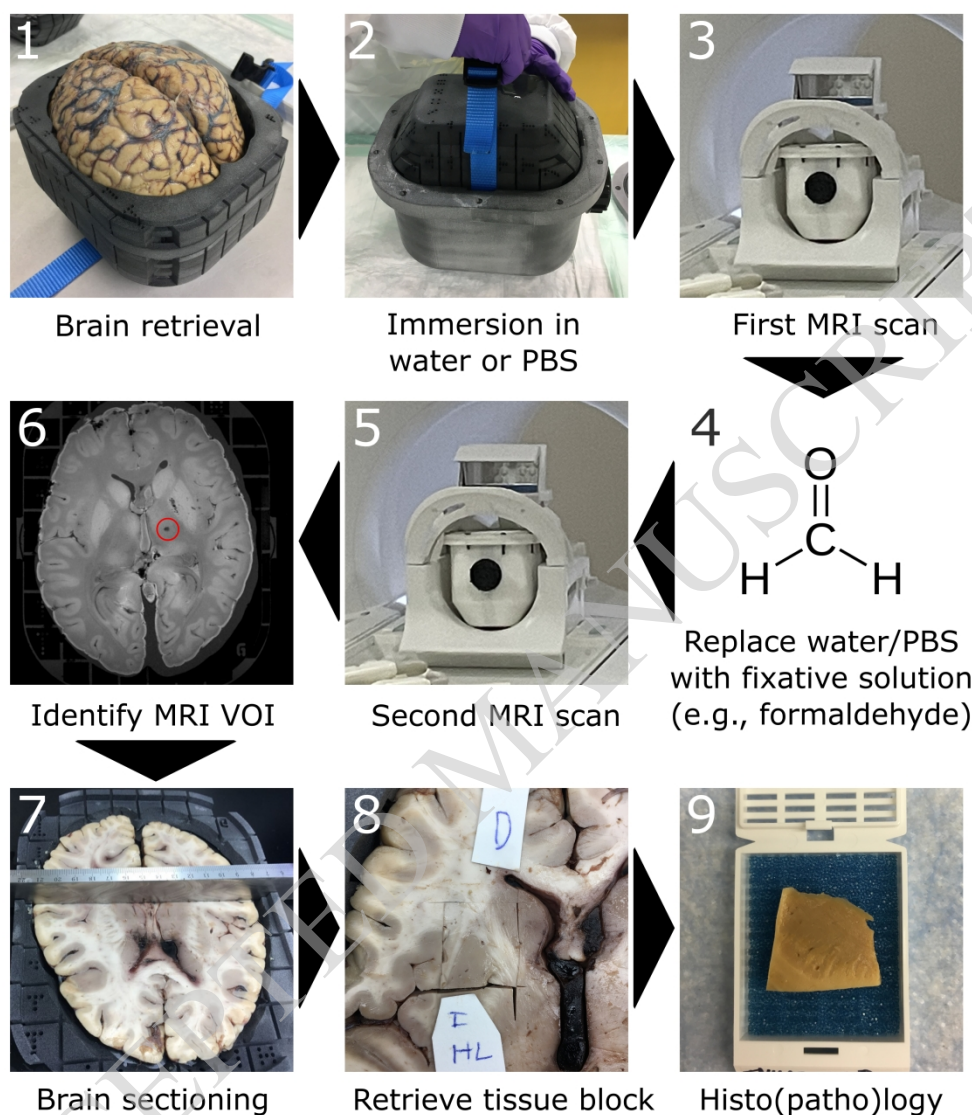 1
2
3
Brain retrieval
Immersion in
water or PBS
First MRI scan
6
5
4
O
C
H
H
Identify MRI VOI
Second MRI scan
Replace water/PBS
with fixative solution
(e.g., formaldehyde)
7
8
D
I
HL
9
Brain sectioning
Retrieve tissue block
Histo(patho)logy